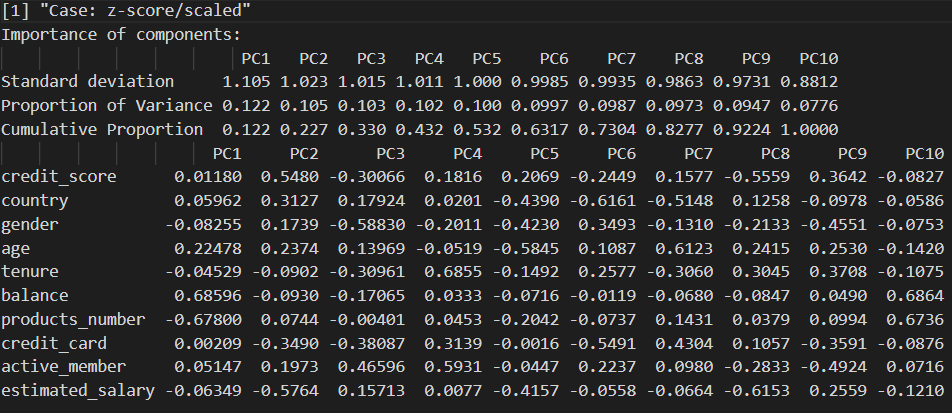 [1] "Case: z-score/scaled"
Importance of components:
PC1 PC2 PC3 PC4 PC5 PC6 PC7 PC8 PC9 PC10
Standard deviation 1.105 1.023 1.015 1.011 1.000 0.9985 0.9935 0.9863 0.9731 0.8812
Proportion of Variance 0.122 0.105 0.103 0.102 0.100 0.0997 0.0987 0.0973 0.0947 0.0776
Cumulative Proportion 0.122 0.227 0.330 0.432 0.532 0.6317 0.7304 0.8277 0.9224 1.0000
PC1 PC2 PC3 PC4 PC5 PC6 PC7 PC8 PC9 PC10
credit_score 0.01180 0.5480 -0.30066 0.1816 0.2069 -0.2449 0.1577 -0.5559 0.3642 -0.0827
country 0.05962 0.3127 0.17924 0.0201 -0.4390 -0.6161 -0.5148 0.1258 -0.0978 -0.0586
gender -0.08255 0.1739 -0.58830 -0.2011 -0.4230 0.3493 -0.1310 -0.2133 -0.4551 -0.0753
age 0.22478 0.2374 0.13969 -0.0519 -0.5845 0.1087 0.6123 0.2415 0.2530 -0.1420
tenure -0.04529 -0.0902 -0.30961 0.6855 -0.1492 0.2577 -0.3060 0.3045 0.3708 -0.1075
balance 0.68596 -0.0930 -0.17065 0.0333 -0.0716 -0.0119 -0.0680 -0.0847 0.0490 0.6864
products_number -0.67800 0.0744 -0.00401 0.0453 -0.2042 -0.0737 0.1431 0.0379 0.0994 0.6736
credit_card 0.00209 -0.3490 -0.38087 0.3139 -0.0016 -0.5491 0.4304 0.1057 -0.3591 -0.0876
active_member 0.05147 0.1973 0.46596 0.5931 -0.0447 0.2237 0.0980 -0.2833 -0.4924 0.0716
estimated_salary -0.06349 -0.5764 0.15713 0.0077 -0.4157 -0.0558 -0.0664 -0.6153 0.2559 -0.1210